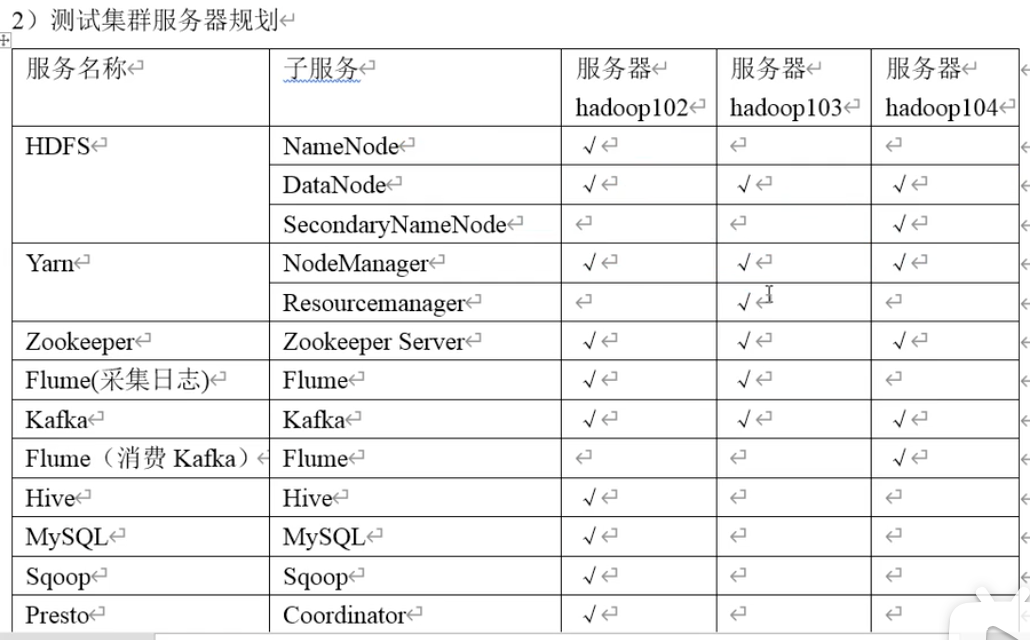 2）测试集群服务器规划
服务名称 子服务 服务器 服务器 服务器
hadoop102 hadoop103 hadoop104
HDFS NameNode √
DataNode √ √ √
SecondaryNameNode √
Yarn NodeManager √ √ √
Resourcemanager √
Zookeeper Zookeeper Server √ √ √
Flume(采集日志) Flume √ √
Kafka Kafka √ √ √
Flume（消费 Kafka） Flume √
Hive Hive √
MySQL MySQL √
Sqoop Sqoop √
Presto Coordinator √